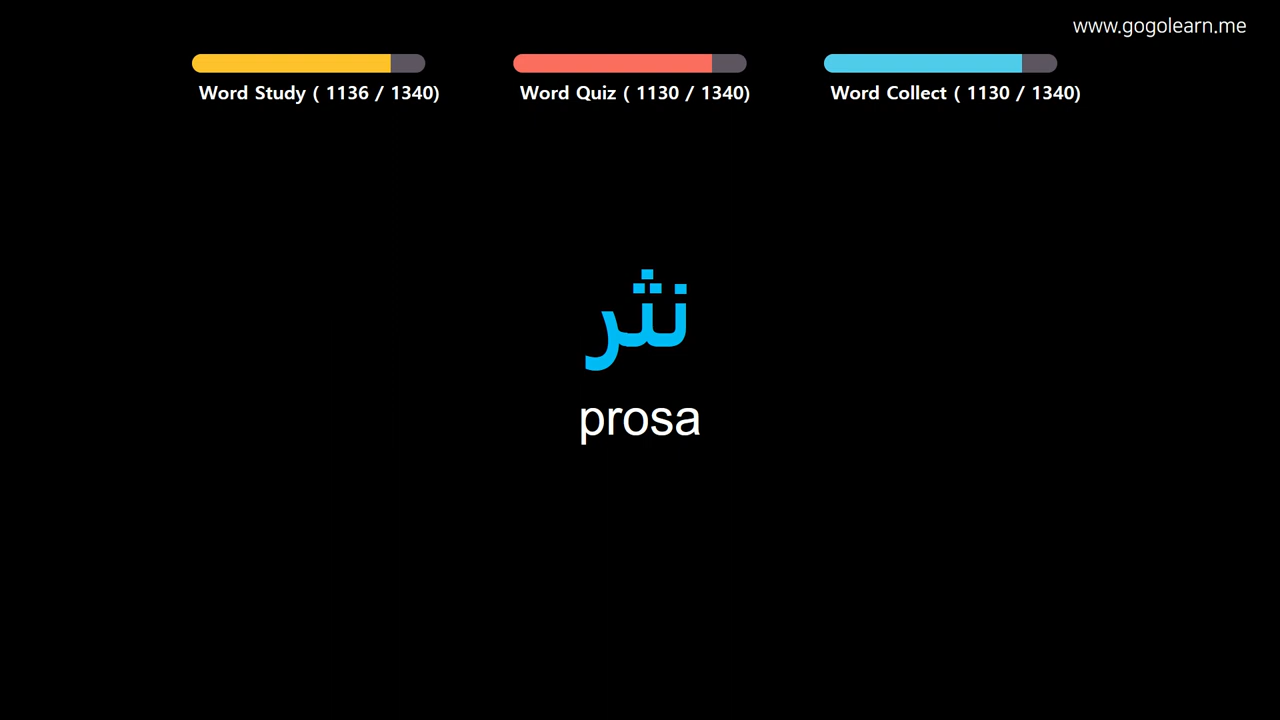 www.gogolearn.me
Word Study ( 1136 / 1340)
Word Quiz ( 1130 / 1340)
Word Collect ( 1130 / 1340)
نثر
prosa